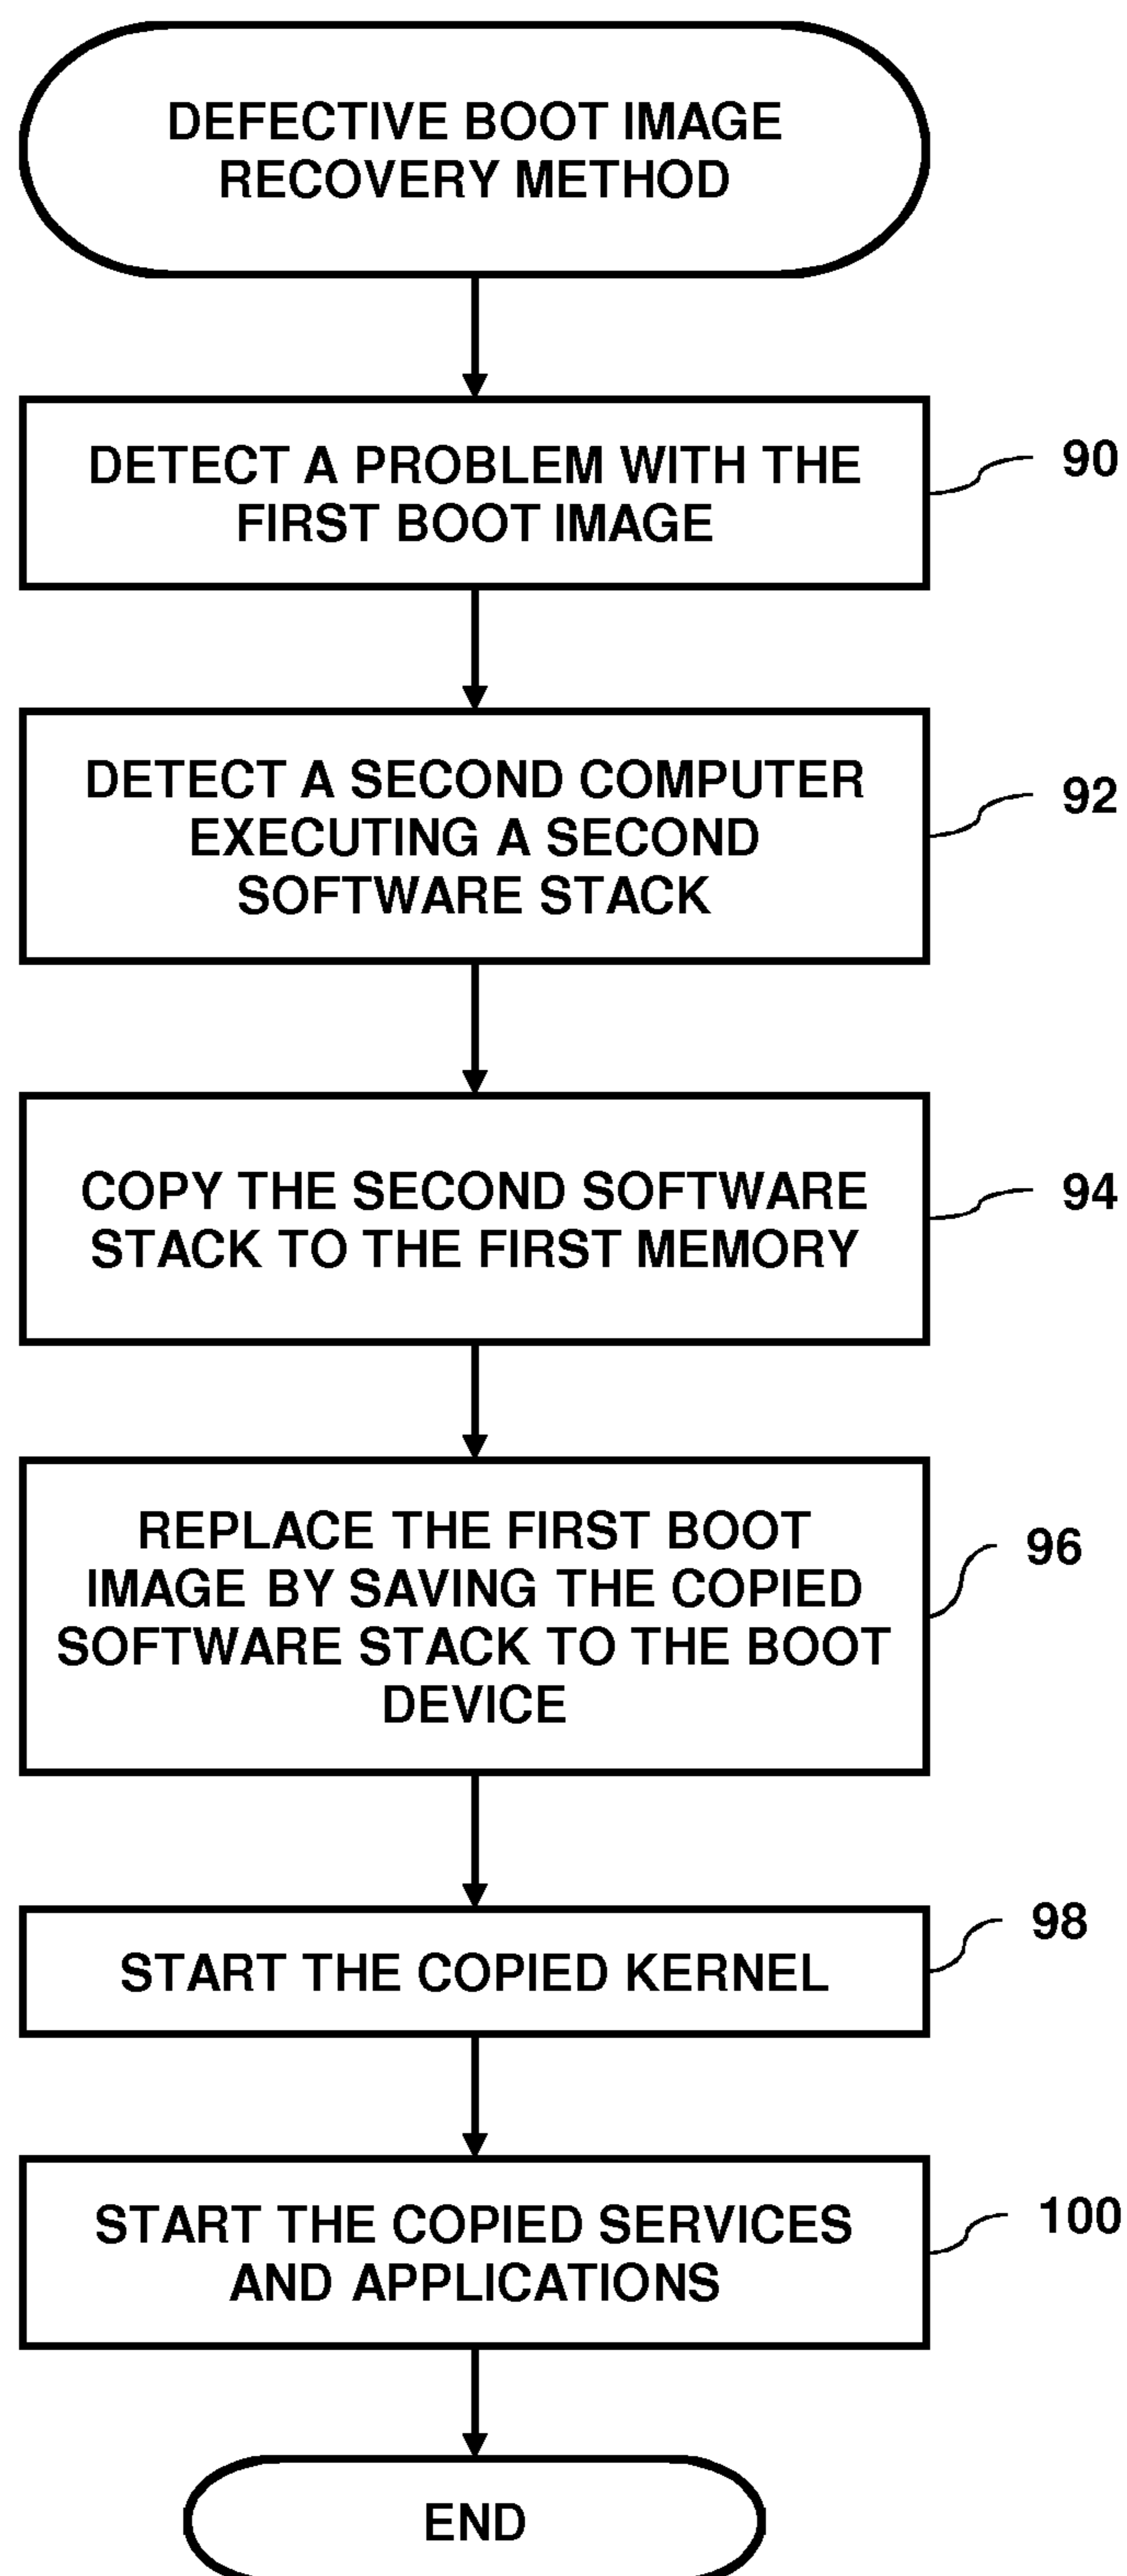 DEFECTIVE BOOT IMAGE
RECOVERY METHOD
DETECT A PROBLEM WITH THE
FIRST BOOT IMAGE
90
DETECT A SECOND COMPUTER
EXECUTING A SECOND
SOFTWARE STACK
92
COPY THE SECOND SOFTWARE
STACK TO THE FIRST MEMORY
94
REPLACE THE FIRST BOOT
IMAGE BY SAVING THE COPIED
SOFTWARE STACK TO THE BOOT
DEVICE
96
START THE COPIED KERNEL
98
START THE COPIED SERVICES
AND APPLICATIONS
100
END